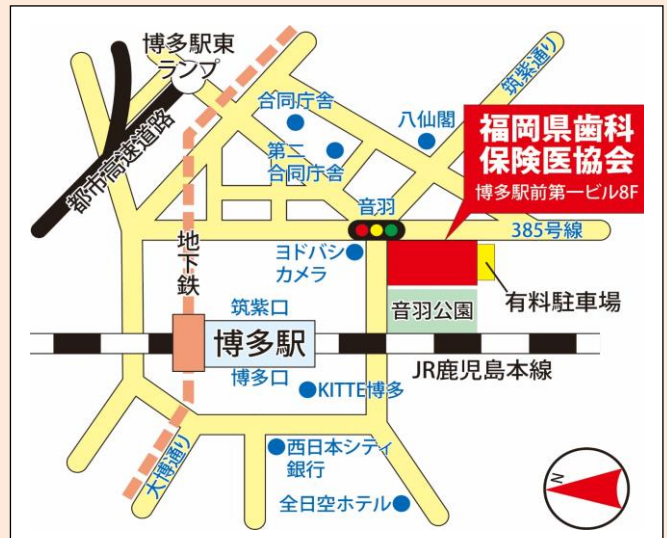 博多駅東
ランプ
筑紫通り
合同庁舎
八仙閣
第二
合同庁舎
福岡県歯科
保険医協会
博多駅前第一ビル8F
都市高速道路
音羽
385号線
地下鉄
ヨドバシ
カメラ
有料駐車場
筑紫口
音羽公園
博多駅
博多口
JR鹿児島本線
KITTE博多
大博通り
西日本シティ
銀行
全日空ホテル
N